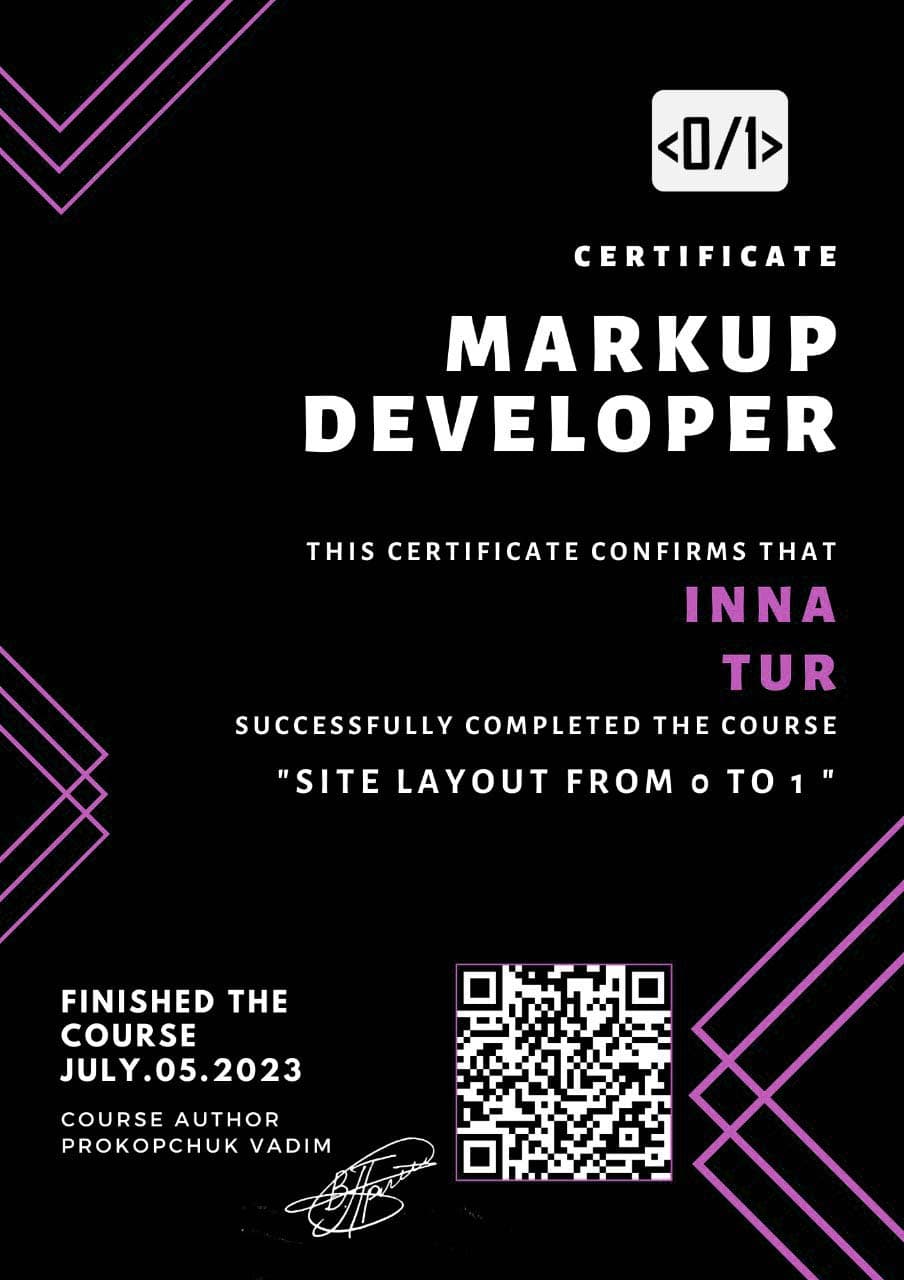 <0/1>
CERTIFICATE
MARKUP
DEVELOPER
THIS CERTIFICATE CONFIRMS THAT
INNA
TUR
SUCCESSFULLY COMPLETED THE COURSE
"SITE LAYOUT FROM 0 TO 1 "
FINISHED THE
COURSE
JULY.05.2023
COURSE AUTHOR
PROKOPCHUK VADIM